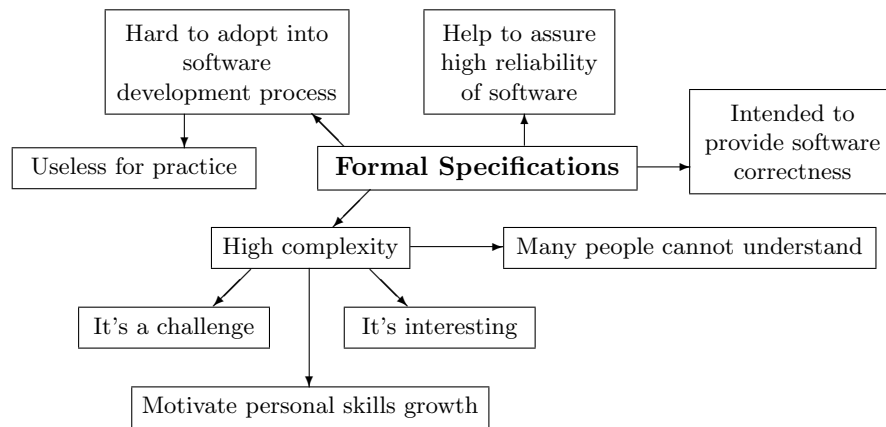 Hard to adopt into
software
development process
Help to assure
high reliability
of software
Intended to
provide software
correctness
Useless for practice
Formal Specifications
High complexity
Many people cannot understand
It's a challenge
It's interesting
Motivate personal skills growth